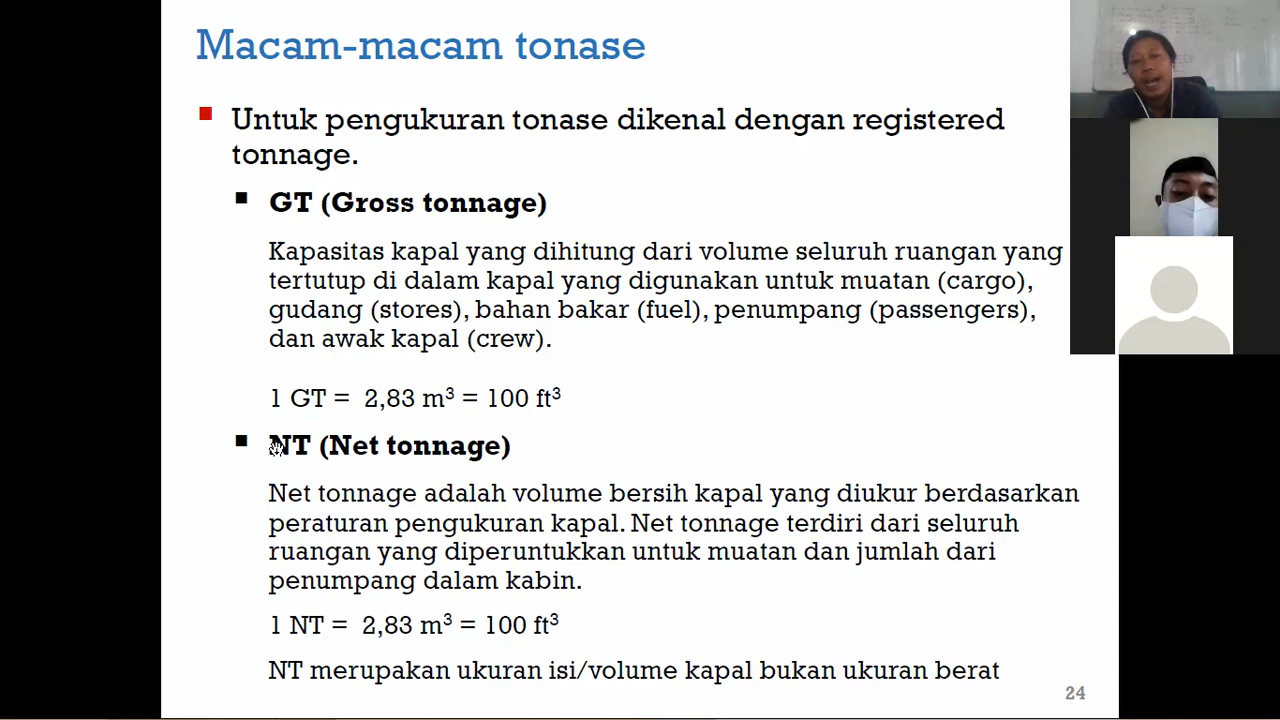 Macam-macam tonase
Untuk pengukuran tonase dikenal dengan registered
tonnage.
GT (Gross tonnage)
Kapasitas kapal yang dihitung dari volume seluruh ruangan yang
tertutup di dalam kapal yang digunakan untuk muatan (cargo),
gudang (stores), bahan bakar (fuel), penumpang (passengers),
dan awak kapal (crew).
1 GT = 2,83 m³ = 100 ft³
NT (Net tonnage)
Net tonnage adalah volume bersih kapal yang diukur berdasarkan
peraturan pengukuran kapal. Net tonnage terdiri dari seluruh
ruangan yang diperuntukkan untuk muatan dan jumlah dari
penumpang dalam kabin.
1 NT = 2,83 m³ = 100 ft³
NT merupakan ukuran isi/volume kapal bukan ukuran berat
24